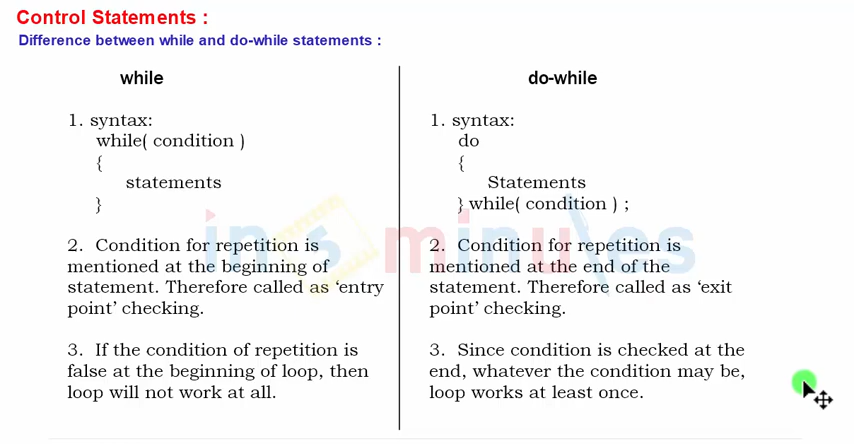 Control Statements :
Difference between while and do-while statements :
while
1. syntax:
while( condition )
{
statements
}
2. Condition for repetition is
mentioned at the beginning of
statement. Therefore called as ‘entry
point’ checking.
3. If the condition of repetition is
false at the beginning of loop, then
loop will not work at all.
do-while
1. syntax:
do
{
Statements
} while( condition ) ;
2. Condition for repetition is
mentioned at the end of the
statement. Therefore called as ‘exit
point’ checking.
3. Since condition is checked at the
end, whatever the condition may be,
loop works at least once.
in 5 minutes